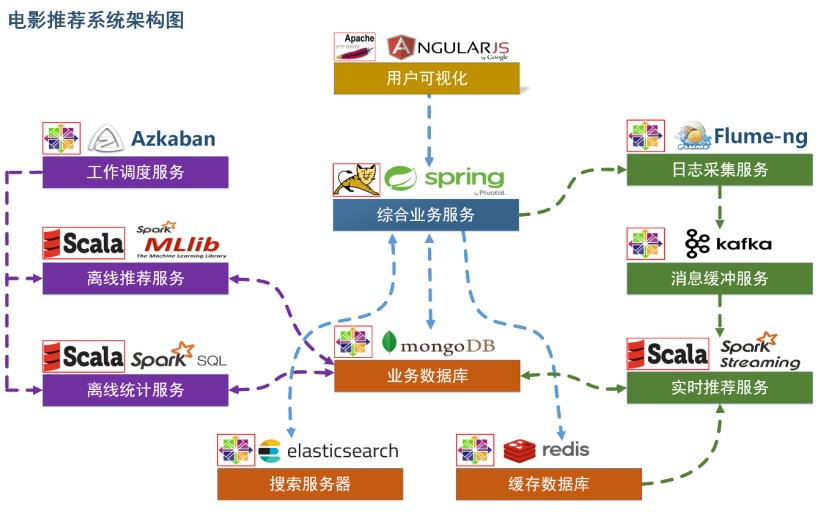 电影推荐系统架构图
Apache
ANGULARJS
by Google
用户可视化
Azkaban
工作调度服务
spring
by Pivotal.
综合业务服务
Flume-ng
日志采集服务
Scala
Spark
MLlib
The Machine Learning Library
离线推荐服务
kafka
消息缓冲服务
Scala
Spark SQL
离线统计服务
mongoDB
业务数据库
Scala
Spark
Streaming
实时推荐服务
elasticsearch
搜索服务器
redis
缓存数据库